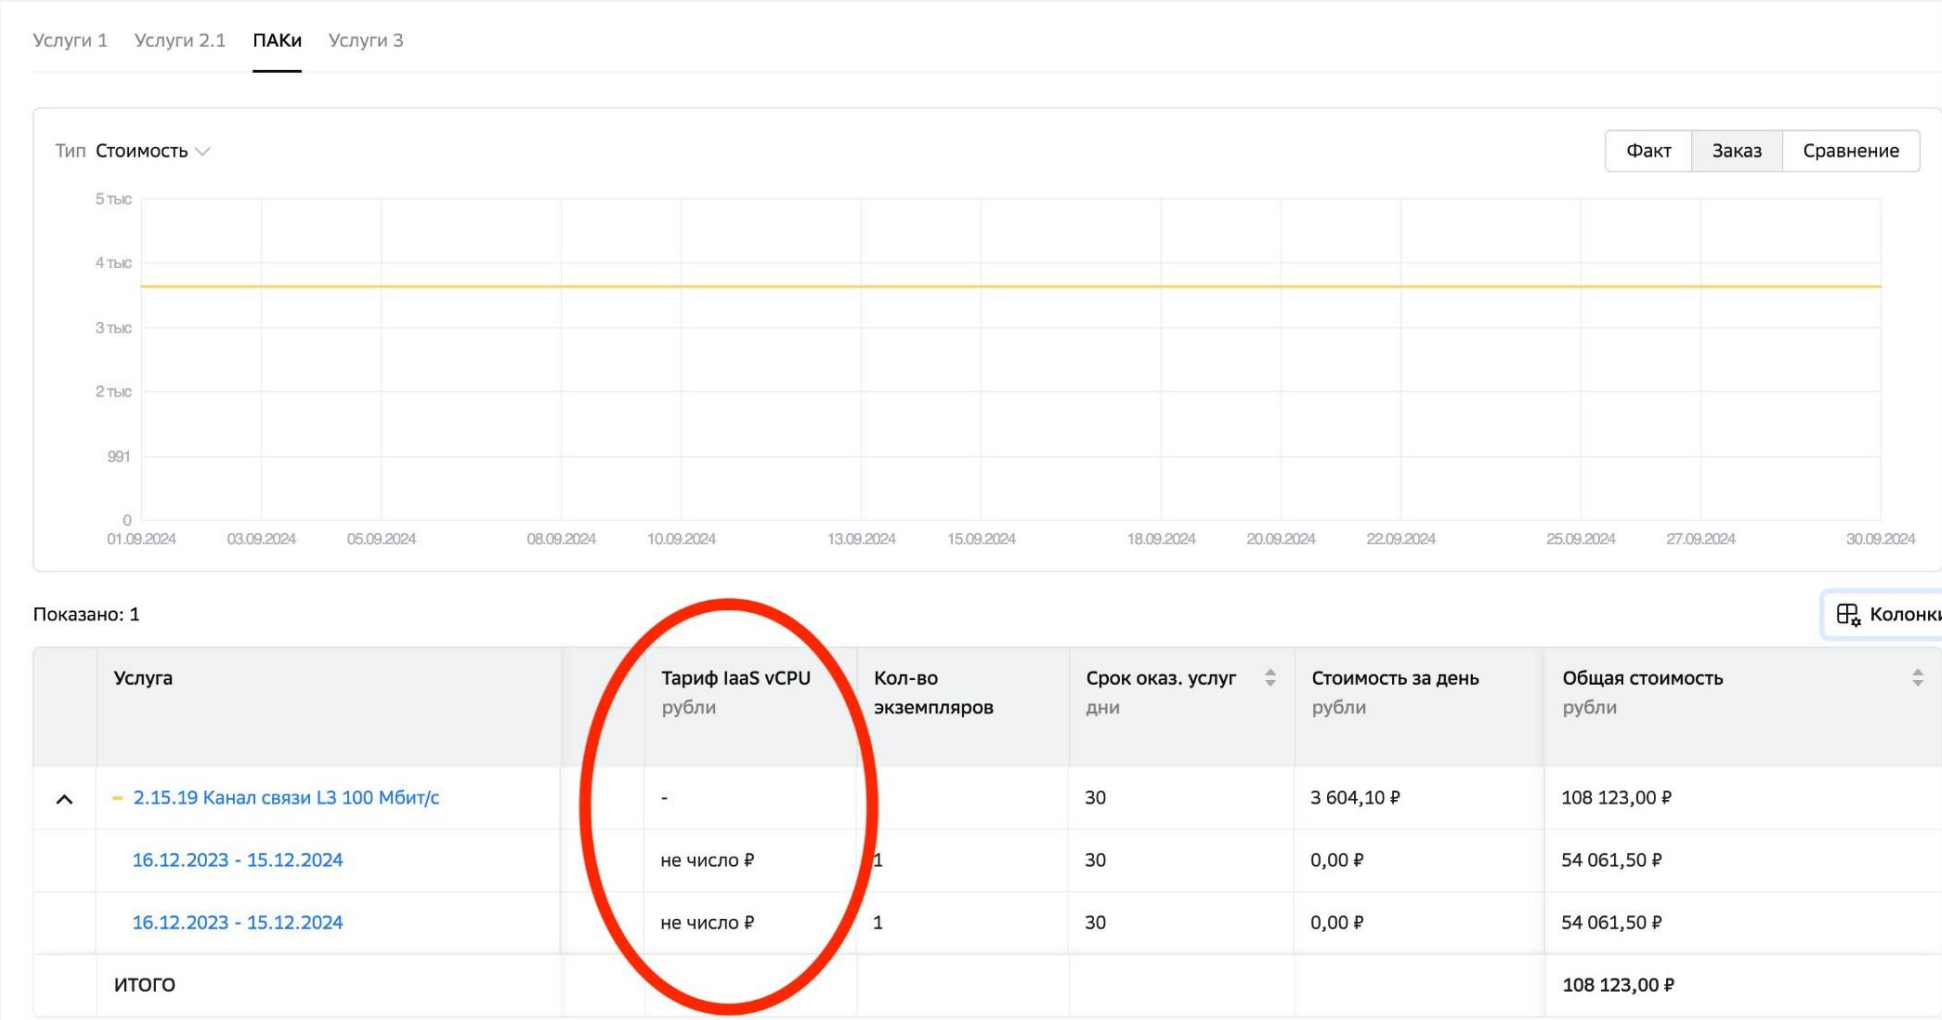 Услуги 1 Услуги 2.1 ПАКи Услуги 3
Тип Стоимость
Факт Заказ Сравнение
5 тыс
4 тыс
3 тыс
2 тыс
991
0
01.09.2024 03.09.2024 05.09.2024 08.09.2024 10.09.2024 13.09.2024 15.09.2024 18.09.2024 20.09.2024 22.09.2024 25.09.2024 27.09.2024 30.09.2024
Показано: 1
Колонки
Услуга Тариф IaaS vCPU Кол-во Срок оказ. услуг Стоимость за день Общая стоимость
рубли экземпляров дни рубли рубли
2.15.19 Канал связи L3 100 Мбит/с - 30 3 604,10 ₽ 108 123,00 ₽
16.12.2023 - 15.12.2024 не число ₽ 1 30 0,00 ₽ 54 061,50 ₽
16.12.2023 - 15.12.2024 не число ₽ 1 30 0,00 ₽ 54 061,50 ₽
ИТОГО 108 123,00 ₽